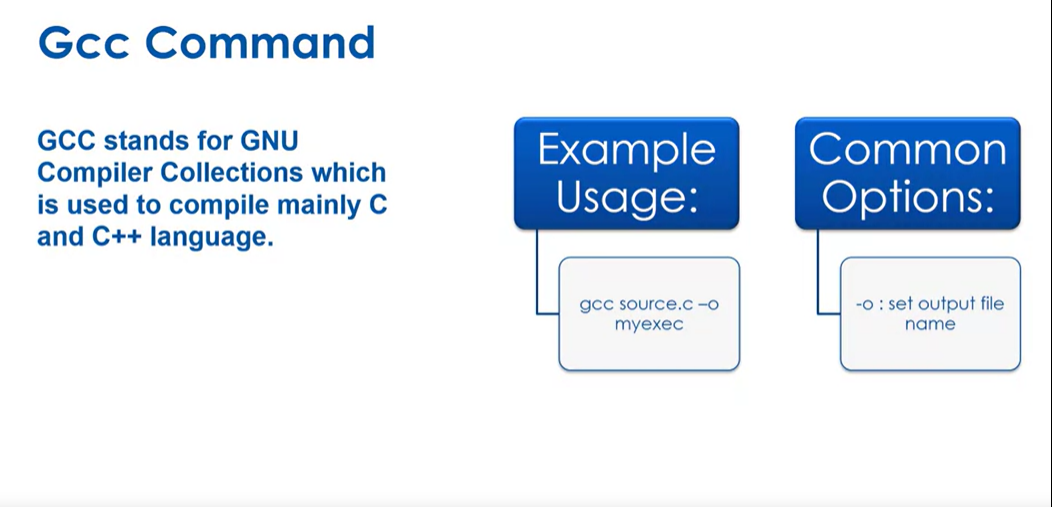 Gcc Command
GCC stands for GNU
Compiler Collections which
is used to compile mainly C
and C++ language.
Example
Usage:
gcc source.c –o
myexec
Common
Options:
-o : set output file
name